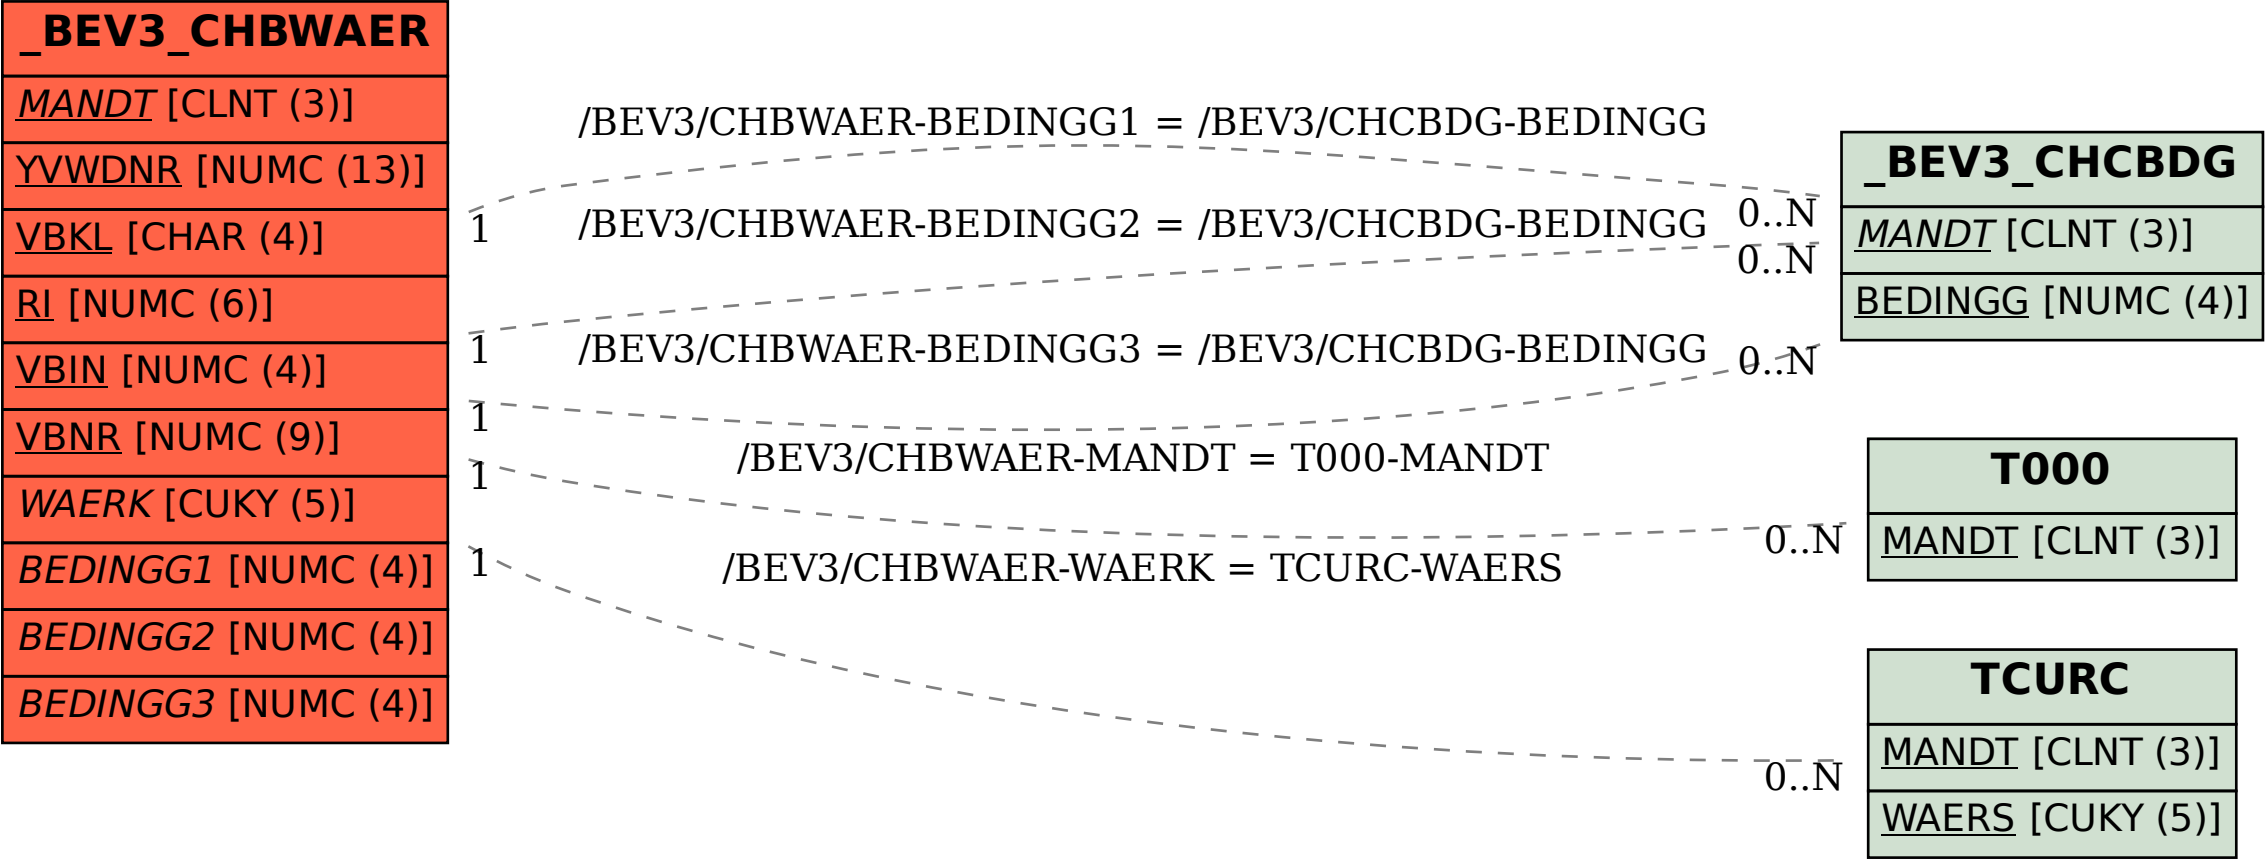 _BEV3_CHBWAER
MANDT [CLNT (3)]
YVWDNR [NUMC (13)]
VBKL [CHAR (4)]
RI [NUMC (6)]
VBIN [NUMC (4)]
VBNR [NUMC (9)]
WAERK [CUKY (5)]
BEDINGG1 [NUMC (4)]
BEDINGG2 [NUMC (4)]
BEDINGG3 [NUMC (4)]
/BEV3/CHBWAER-BEDINGG1 = /BEV3/CHCBDG-BEDINGG
1
0..N
/BEV3/CHBWAER-BEDINGG2 = /BEV3/CHCBDG-BEDINGG
1
0..N
/BEV3/CHBWAER-BEDINGG3 = /BEV3/CHCBDG-BEDINGG
1
0..N
/BEV3/CHBWAER-MANDT = T000-MANDT
1
0..N
/BEV3/CHBWAER-WAERK = TCURC-WAERS
1
0..N
_BEV3_CHCBDG
MANDT [CLNT (3)]
BEDINGG [NUMC (4)]
T000
MANDT [CLNT (3)]
TCURC
MANDT [CLNT (3)]
WAERS [CUKY (5)]